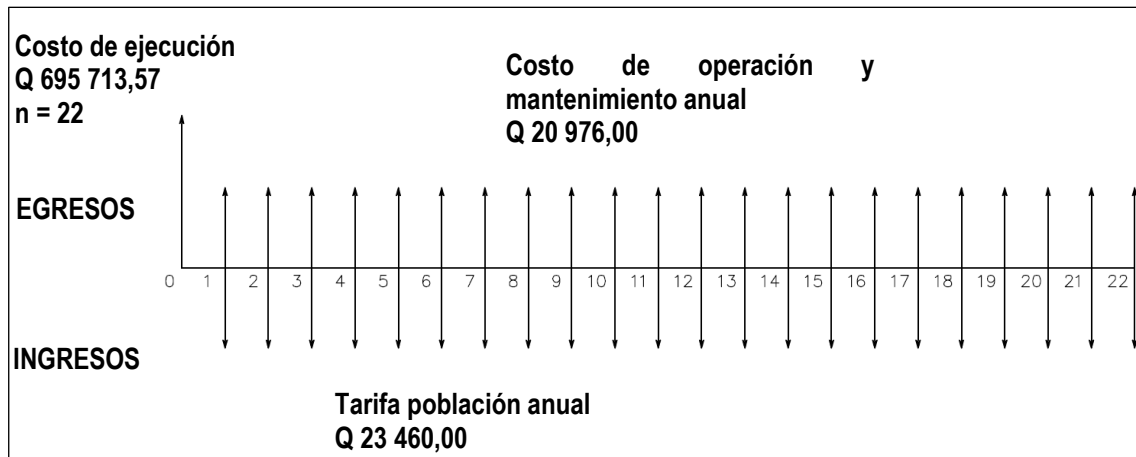 Costo de ejecución
Q 695 713,57
n = 22
Costo de operación y
mantenimiento anual
Q 20 976,00
EGRESOS
0 1 2 3 4 5 6 7 8 9 10 11 12 13 14 15 16 17 18 19 20 21 22
INGRESOS
Tarifa población anual
Q 23 460,00